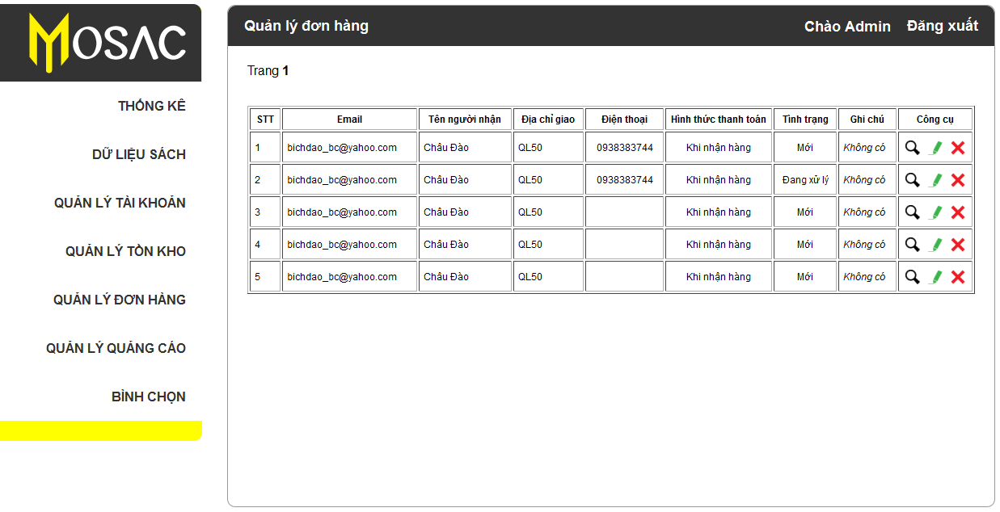 MOSAC
THỐNG KÊ
DỮ LIỆU SÁCH
QUẢN LÝ TÀI KHOẢN
QUẢN LÝ TỒN KHO
QUẢN LÝ ĐƠN HÀNG
QUẢN LÝ QUẢNG CÁO
BÌNH CHỌN
Quản lý đơn hàng Chào Admin Đăng xuất
Trang 1
STT Email Tên người nhận Địa chỉ giao Điện thoại Hình thức thanh toán Tình trạng Ghi chú Công cụ
1 bichdao_bc@yahoo.com Châu Đào QL50 0938383744 Khi nhận hàng Mới Không có
2 bichdao_bc@yahoo.com Châu Đào QL50 0938383744 Khi nhận hàng Đang xử lý Không có
3 bichdao_bc@yahoo.com Châu Đào QL50 Khi nhận hàng Mới Không có
4 bichdao_bc@yahoo.com Châu Đào QL50 Khi nhận hàng Mới Không có
5 bichdao_bc@yahoo.com Châu Đào QL50 Khi nhận hàng Mới Không có